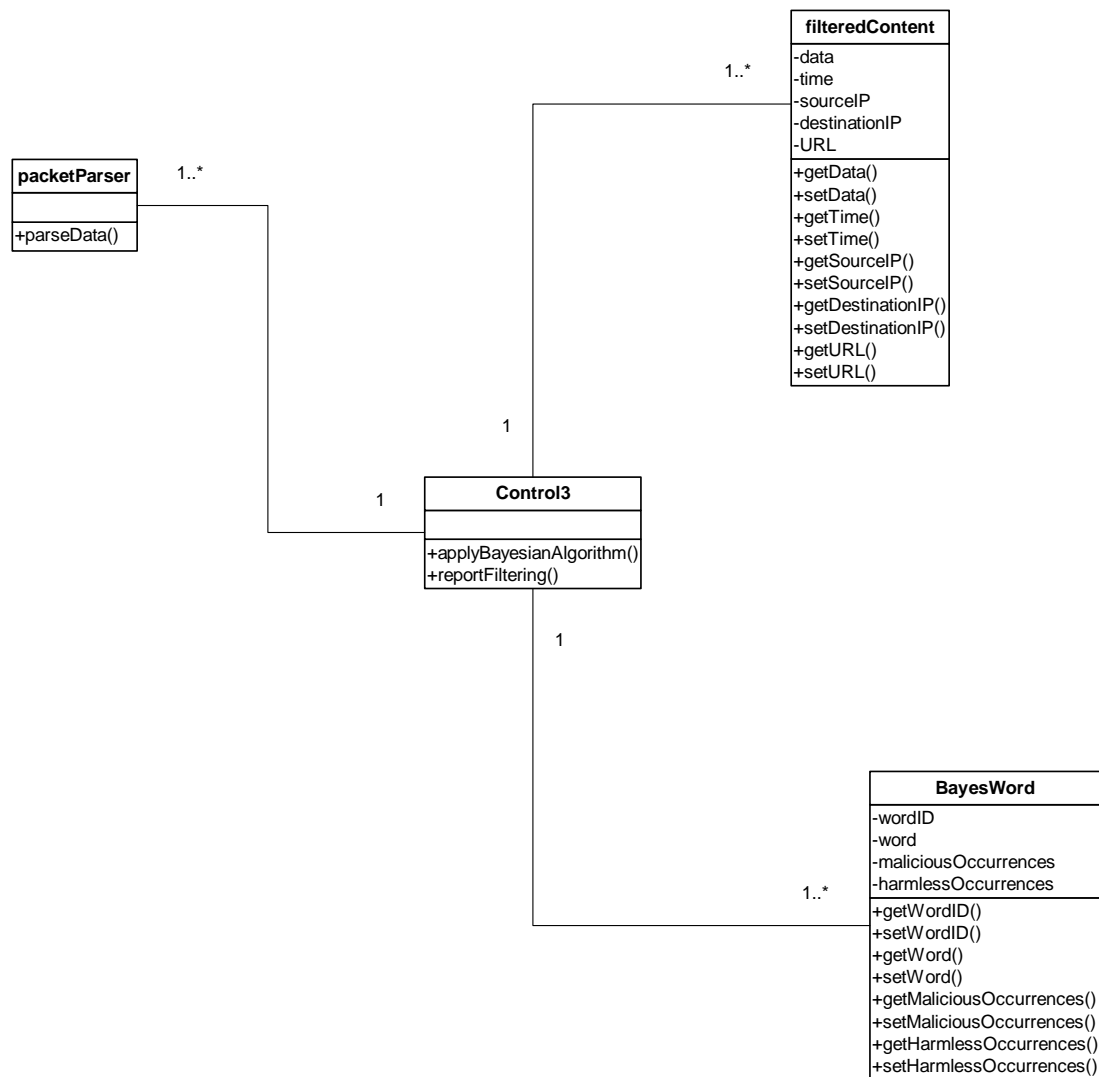 filteredContent
-data
-time
-sourceIP
-destinationIP
-URL
+getData()
+setData()
+getTime()
+setTime()
+getSourceIP()
+setSourceIP()
+getDestinationIP()
+setDestinationIP()
+getURL()
+setURL()
1..*
packetParser
+parseData()
1..*
1
1
Control3
+applyBayesianAlgorithm()
+reportFiltering()
1
1..*
BayesWord
-wordID
-word
-maliciousOccurrences
-harmlessOccurrences
+getWordID()
+setWordID()
+getWord()
+setWord()
+getMaliciousOccurrences()
+setMaliciousOccurrences()
+getHarmlessOccurrences()
+setHarmlessOccurrences()